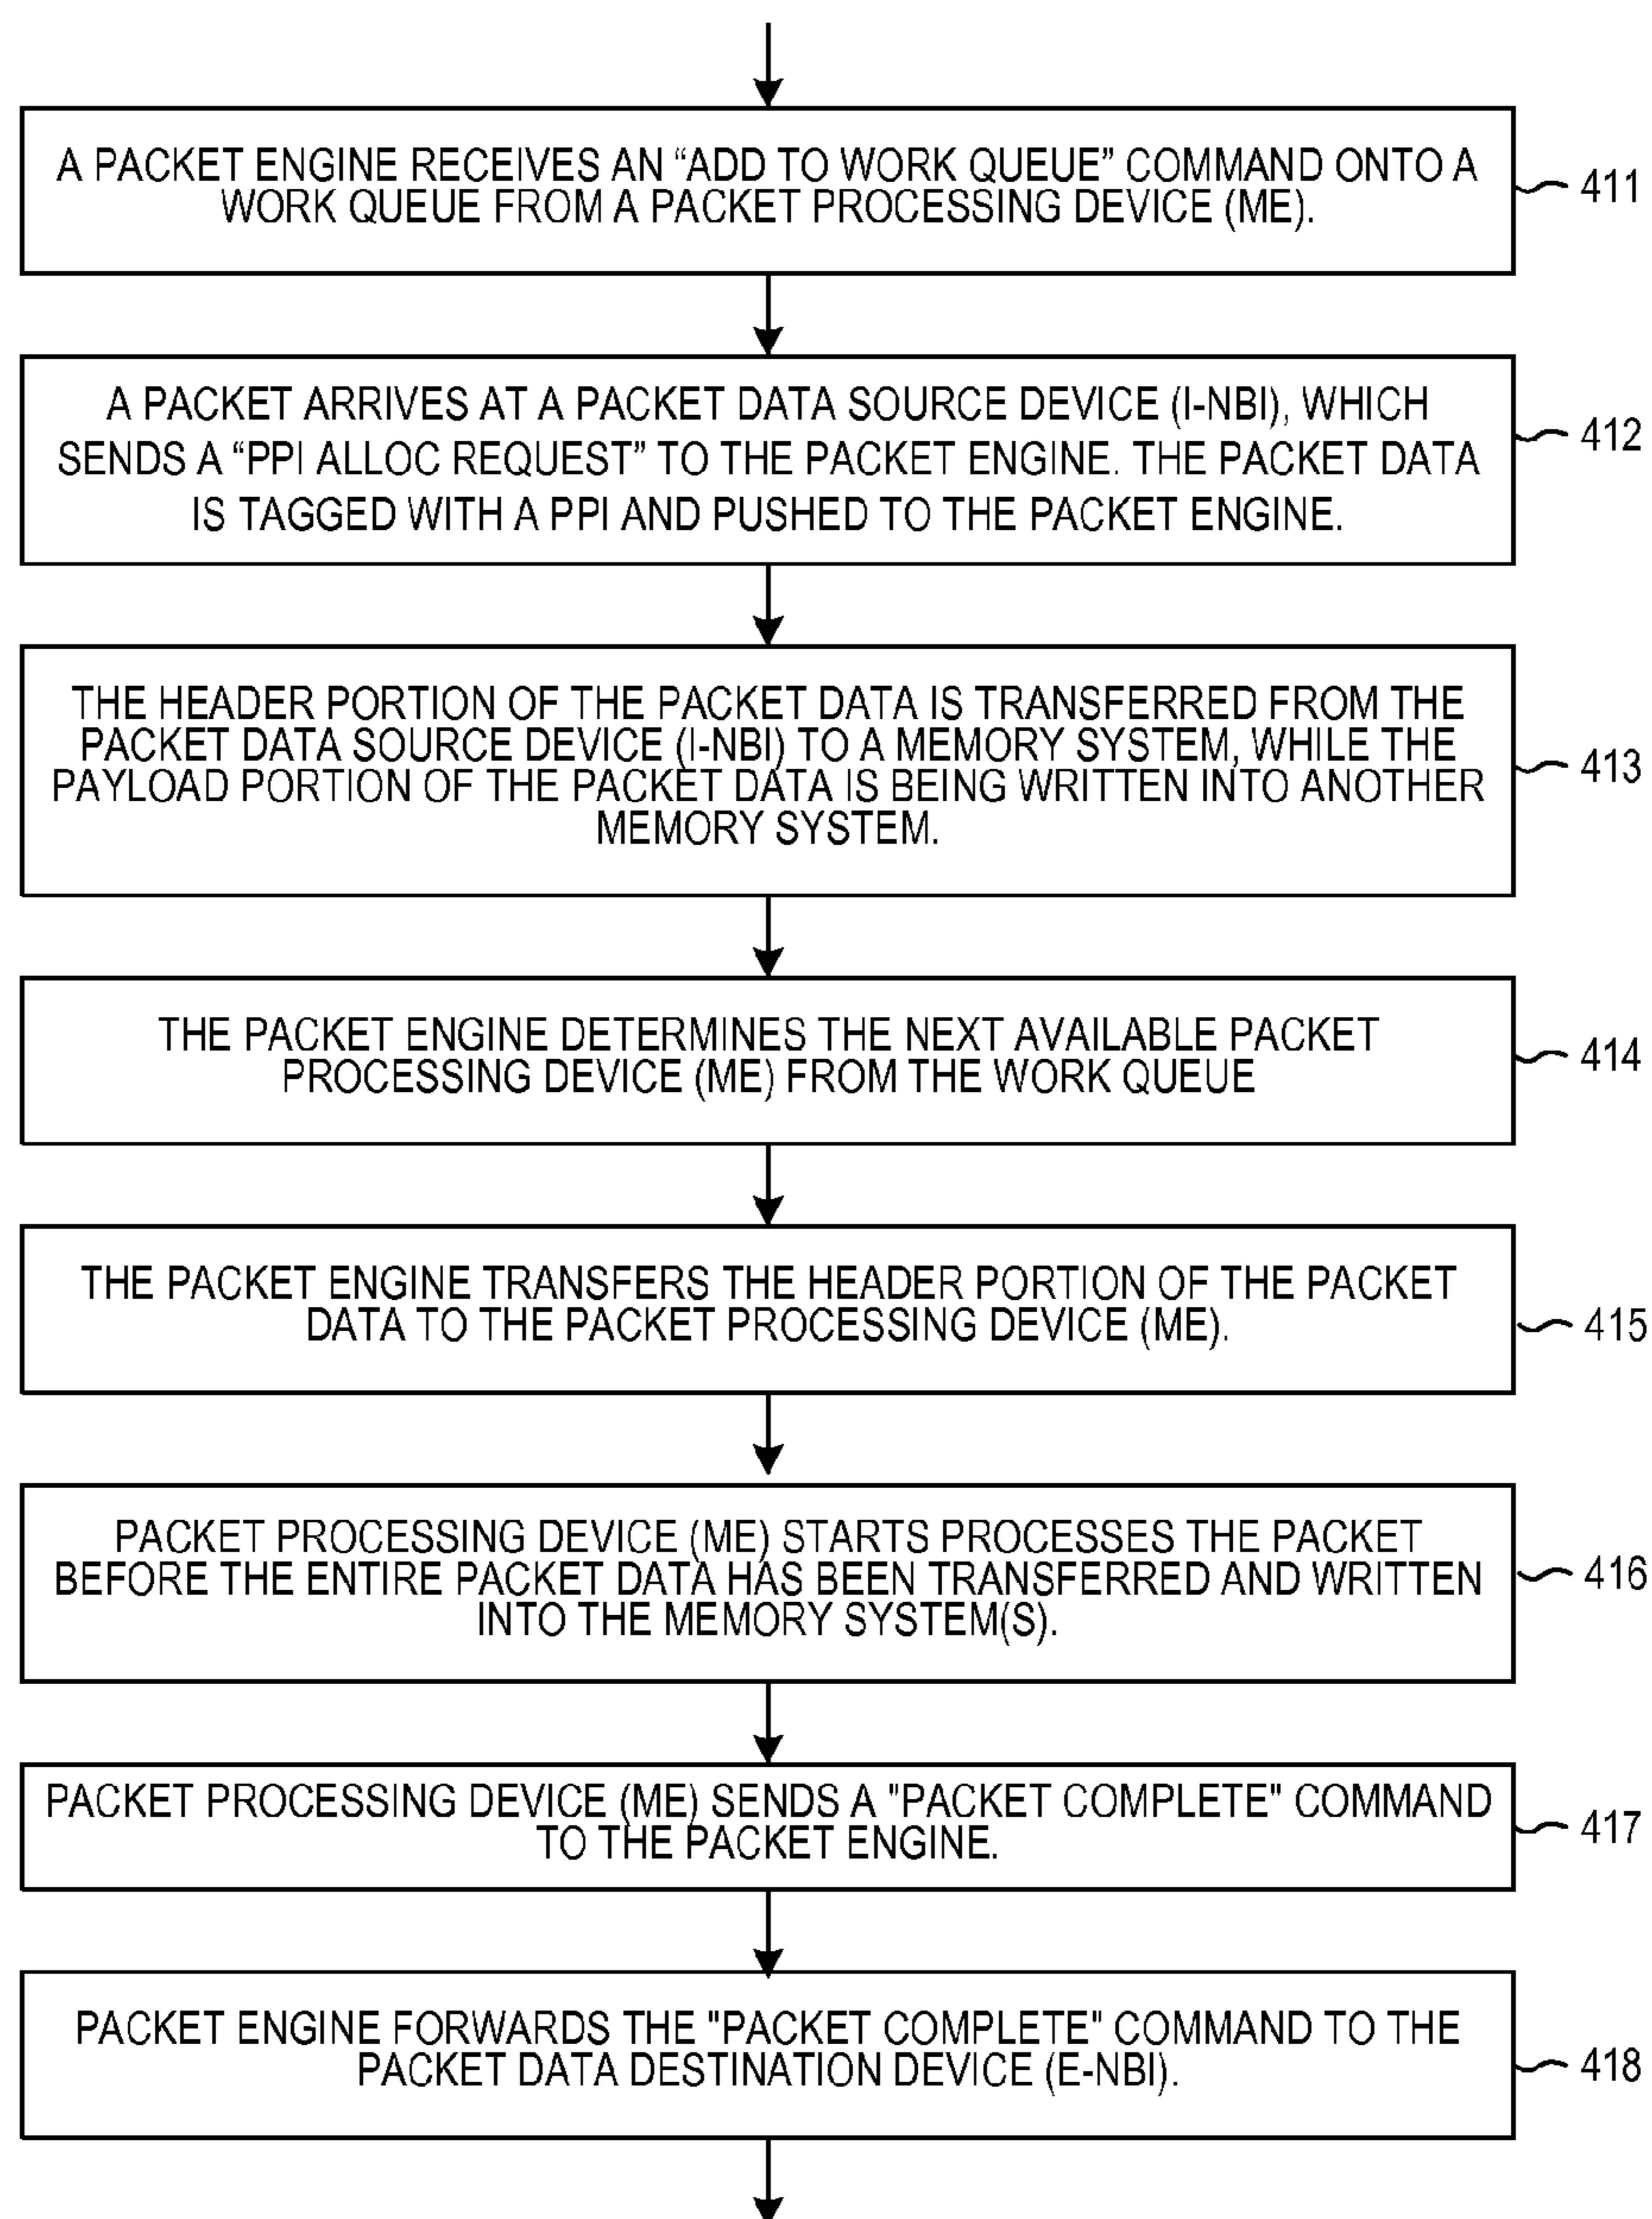 A PACKET ENGINE RECEIVES AN “ADD TO WORK QUEUE” COMMAND ONTO A
WORK QUEUE FROM A PACKET PROCESSING DEVICE (ME).
411
A PACKET ARRIVES AT A PACKET DATA SOURCE DEVICE (I-NBI), WHICH
SENDS A “PPI ALLOC REQUEST” TO THE PACKET ENGINE. THE PACKET DATA
IS TAGGED WITH A PPI AND PUSHED TO THE PACKET ENGINE.
412
THE HEADER PORTION OF THE PACKET DATA IS TRANSFERRED FROM THE
PACKET DATA SOURCE DEVICE (I-NBI) TO A MEMORY SYSTEM, WHILE THE
PAYLOAD PORTION OF THE PACKET DATA IS BEING WRITTEN INTO ANOTHER
MEMORY SYSTEM.
413
THE PACKET ENGINE DETERMINES THE NEXT AVAILABLE PACKET
PROCESSING DEVICE (ME) FROM THE WORK QUEUE
414
THE PACKET ENGINE TRANSFERS THE HEADER PORTION OF THE PACKET
DATA TO THE PACKET PROCESSING DEVICE (ME).
415
PACKET PROCESSING DEVICE (ME) STARTS PROCESSES THE PACKET
BEFORE THE ENTIRE PACKET DATA HAS BEEN TRANSFERRED AND WRITTEN
INTO THE MEMORY SYSTEM(S).
416
PACKET PROCESSING DEVICE (ME) SENDS A "PACKET COMPLETE" COMMAND
TO THE PACKET ENGINE.
417
PACKET ENGINE FORWARDS THE "PACKET COMPLETE" COMMAND TO THE
PACKET DATA DESTINATION DEVICE (E-NBI).
418